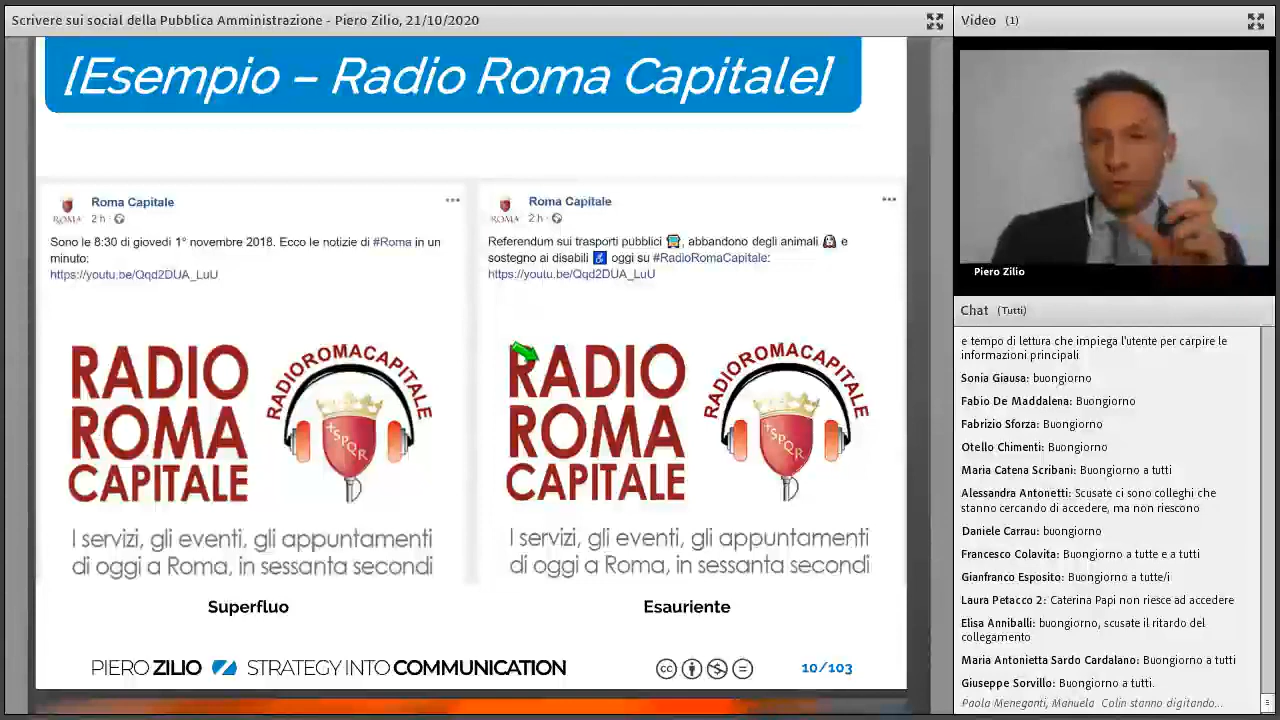 Scrivere sui social della Pubblica Amministrazione - Piero Zilio, 21/10/2020
[Esempio – Radio Roma Capitale]
Roma Capitale
ROMA
2 h ·
Sono le 8:30 di giovedì 1° novembre 2018. Ecco le notizie di #Roma in un
minuto:
https://youtu.be/Qqd2DUA_LuU
RADIO
ROMA
CAPITALE
RADIOROMACAPITALE
SPQR
I servizi, gli eventi, gli appuntamenti
di oggi a Roma, in sessanta secondi
Superfluo
Roma Capitale
ROMA
2 h ·
Referendum sui trasporti pubblici 🚍, abbandono degli animali 🐶 e
sostegno ai disabili ♿ oggi su #RadioRomaCapitale:
https://youtu.be/Qqd2DUA_LuU
RADIO
ROMA
CAPITALE
RADIOROMACAPITALE
SPQR
I servizi, gli eventi, gli appuntamenti
di oggi a Roma, in sessanta secondi
Esauriente
PIERO ZILIO STRATEGY INTO COMMUNICATION
cc
10/103
Video (1)
Piero Zilio
Chat (Tutti)
e tempo di lettura che impiega l'utente per carpire le
informazioni principali
Sonia Giausa: buongiorno
Fabio De Maddalena: Buongiorno
Fabrizio Sforza: Buongiorno
Otello Chimenti: Buongiorno
Maria Catena Scribani: Buongiorno a tutti
Alessandra Antonetti: Scusate ci sono colleghi che
stanno cercando di accedere, ma non riescono
Daniele Carrau: buongiorno
Francesco Colavita: Buongiorno a tutte e a tutti
Gianfranco Esposito: Buongiorno a tutte/i
Laura Petacco 2: Caterina Papi non riesce ad accedere
Elisa Anniballi: buongiorno, scusate il ritardo del
collegamento
Maria Antonietta Sardo Cardalano: Buongiorno a tutti
Giuseppe Sorvillo: Buongiorno a tutti.
Paola Meneganti, Manuela Colin stanno digitando...